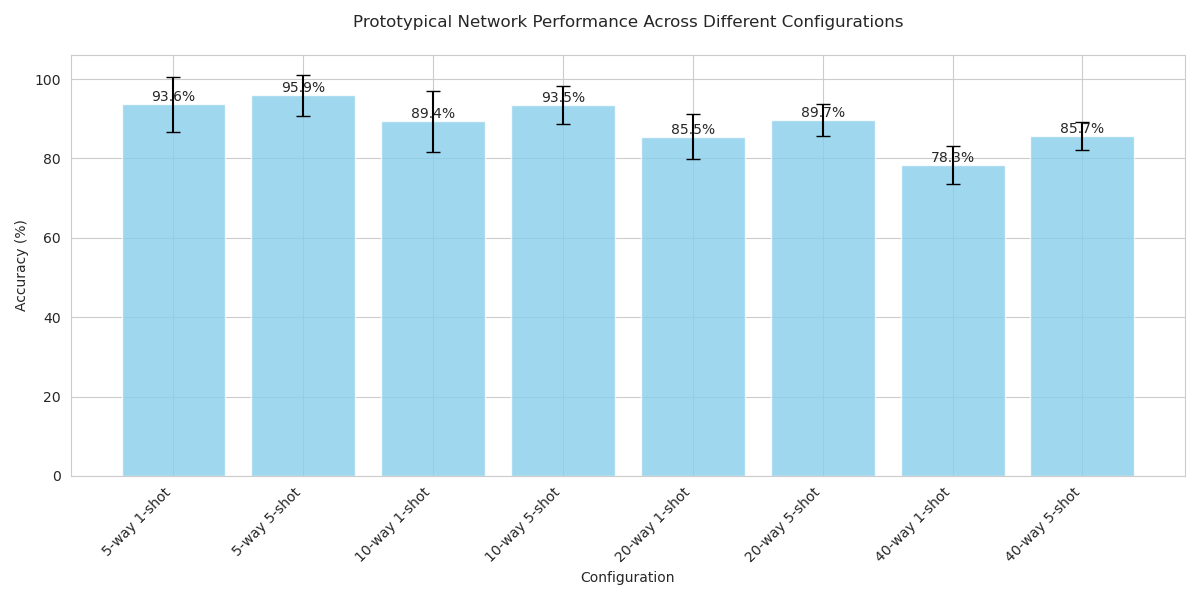 Prototypical Network Performance Across Different Configurations
Accuracy (%)
100
80
60
40
20
0
93.6%
95.9%
89.4%
93.5%
85.5%
89.7%
78.3%
85.7%
5-way 1-shot
5-way 5-shot
10-way 1-shot
10-way 5-shot
20-way 1-shot
20-way 5-shot
40-way 1-shot
40-way 5-shot
Configuration